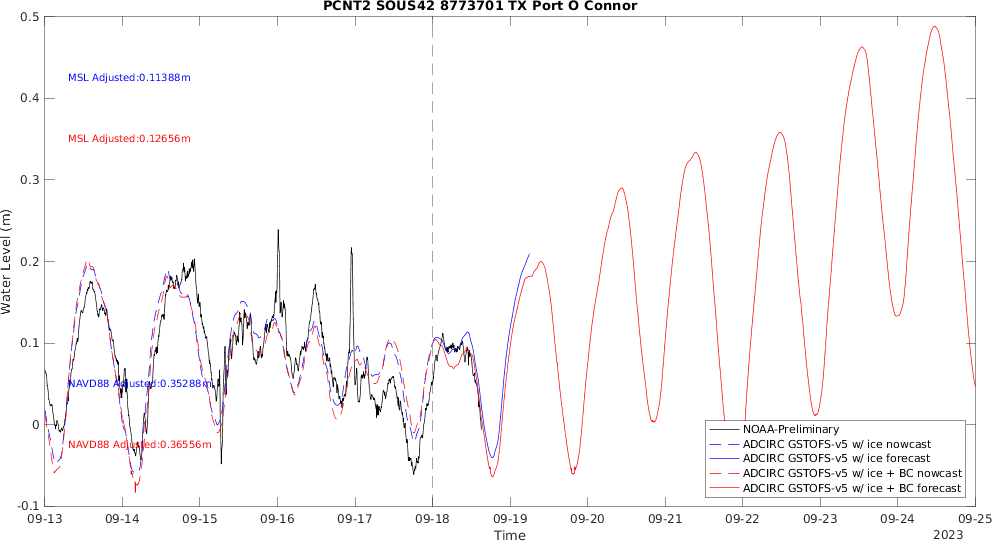 PCNT2 SOUS42 8773701 TX Port O Connor
0.5
MSL Adjusted:0.11388m
0.4
MSL Adjusted:0.12656m
0.3
Water Level (m)
0.2
0.1
NAVD88 Adjusted:0.35288m
0
NAVD88 Adjusted:0.36556m
NOAA-Preliminary
ADCIRC GSTOFS-v5 w/ ice nowcast
ADCIRC GSTOFS-v5 w/ ice forecast
ADCIRC GSTOFS-v5 w/ ice + BC nowcast
ADCIRC GSTOFS-v5 w/ ice + BC forecast
-0.1
09-13 09-14 09-15 09-16 09-17 09-18 09-19 09-20 09-21 09-22 09-23 09-24 09-25
Time
2023